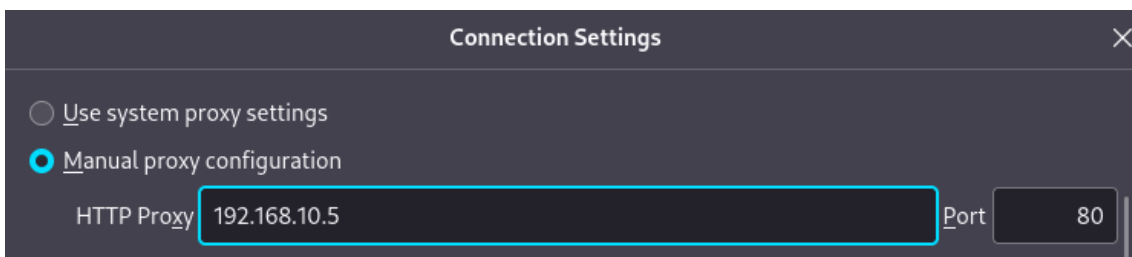 Connection Settings
Use system proxy settings
Manual proxy configuration
HTTP Proxy 192.168.10.5 Port 80